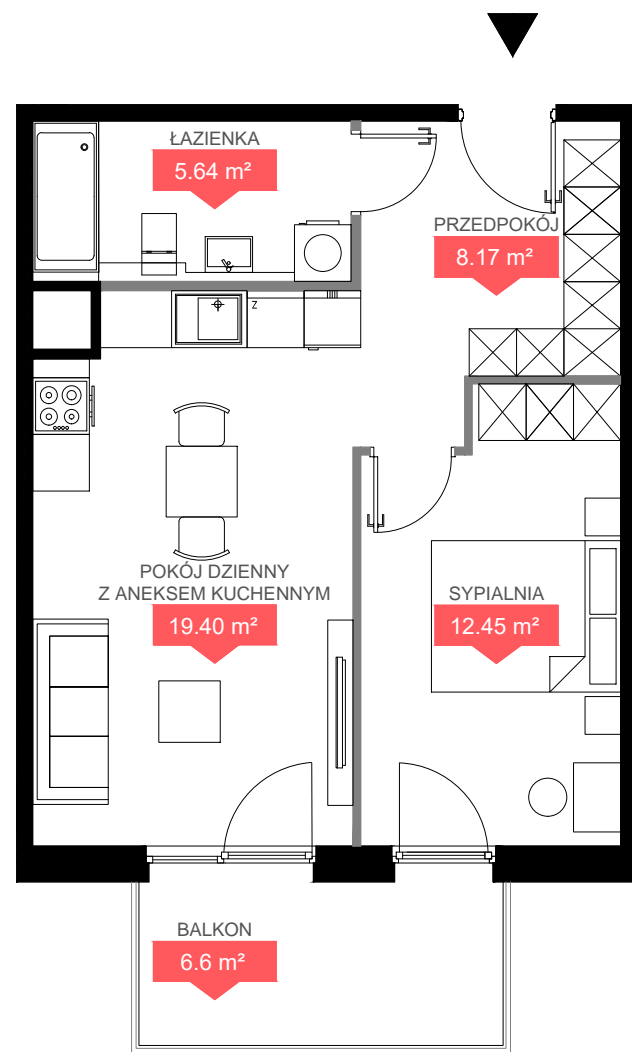 ŁAZIENKA
5.64 m²
PRZEDPOKÓJ
8.17 m²
Z
POKÓJ DZIENNY
Z ANEKSEM KUCHENNYM
19.40 m²
SYPIALNIA
12.45 m²
BALKON
6.6 m²